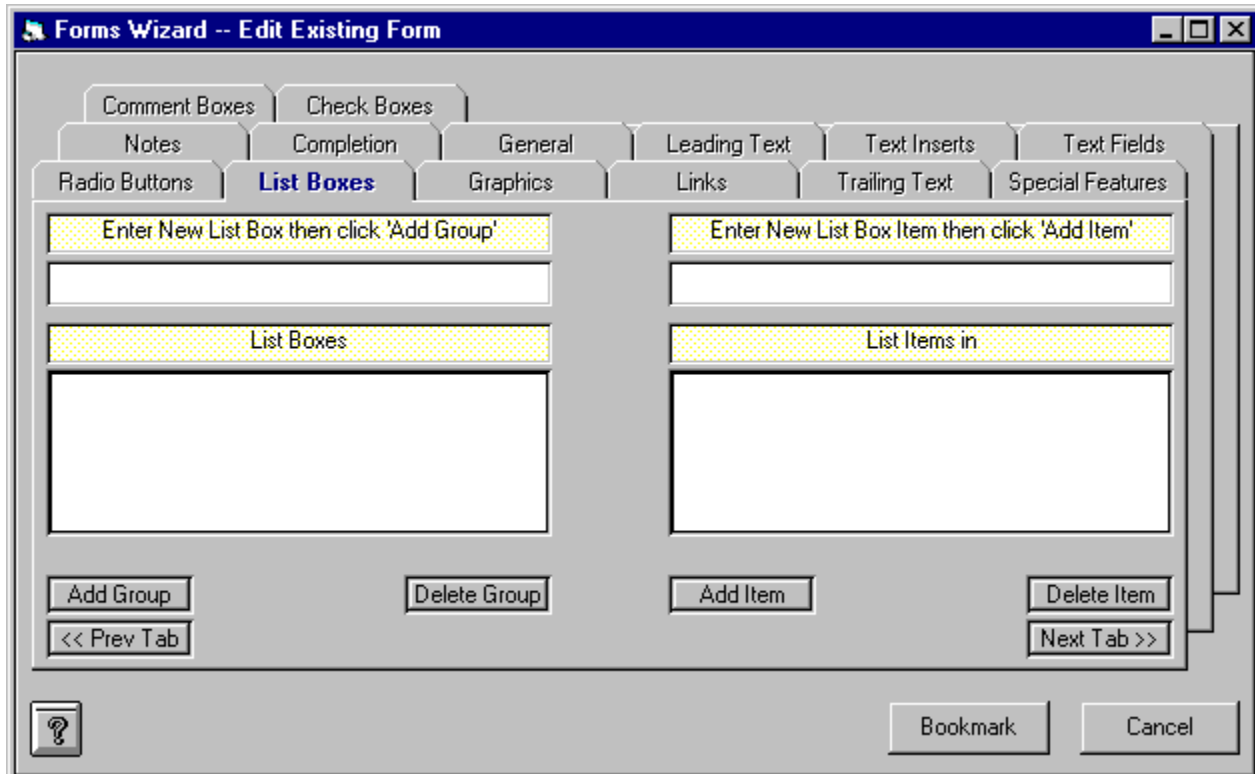 Forms Wizard -- Edit Existing Form
Comment Boxes Check Boxes
Notes Completion General Leading Text Text Inserts Text Fields
Radio Buttons List Boxes Graphics Links Trailing Text Special Features
Enter New List Box then click 'Add Group' Enter New List Box Item then click 'Add Item'
List Boxes List Items in
Add Group Delete Group Add Item Delete Item
<< Prev Tab Next Tab >>
? Bookmark Cancel